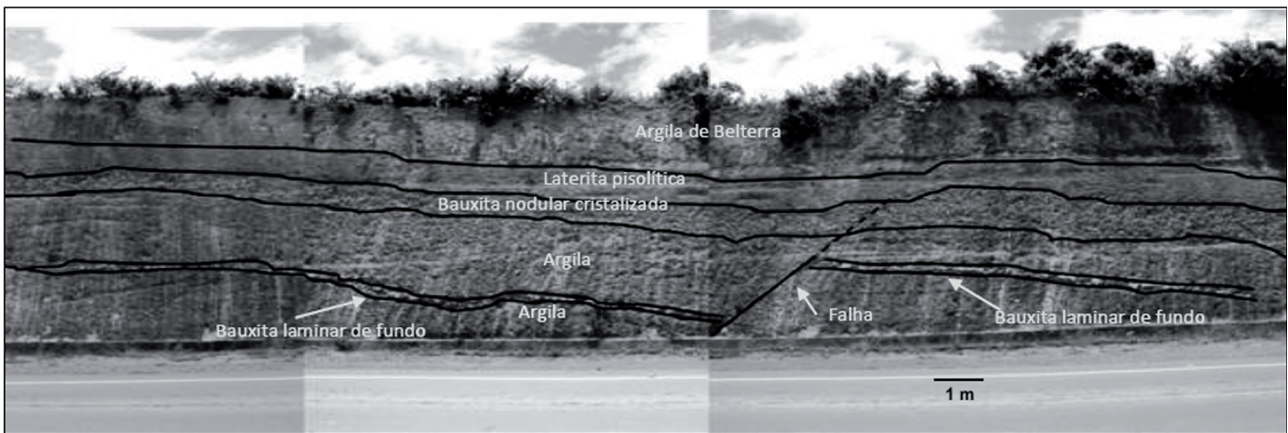 Argila de Belterra
Laterita pisolítica
Bauxita nodular cristalizada
Argila
Argila
Bauxita laminar de fundo
Falha
Bauxita laminar de fundo
1 m